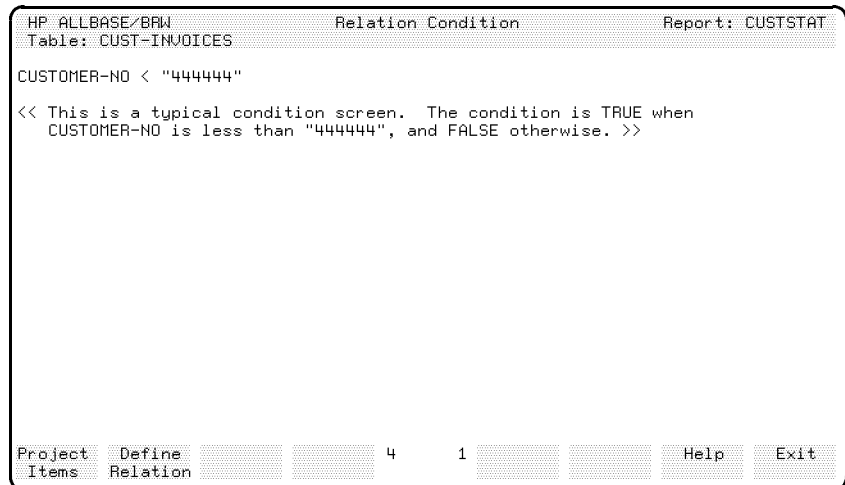 HP ALLBASE/BRW Relation Condition Report: CUSTSTAT
Table: CUST-INVOICES
CUSTOMER-NO < "444444"
<< This is a typical condition screen. The condition is TRUE when
CUSTOMER-NO is less than "444444", and FALSE otherwise. >>
Project Define 4 1 Help Exit
Items Relation